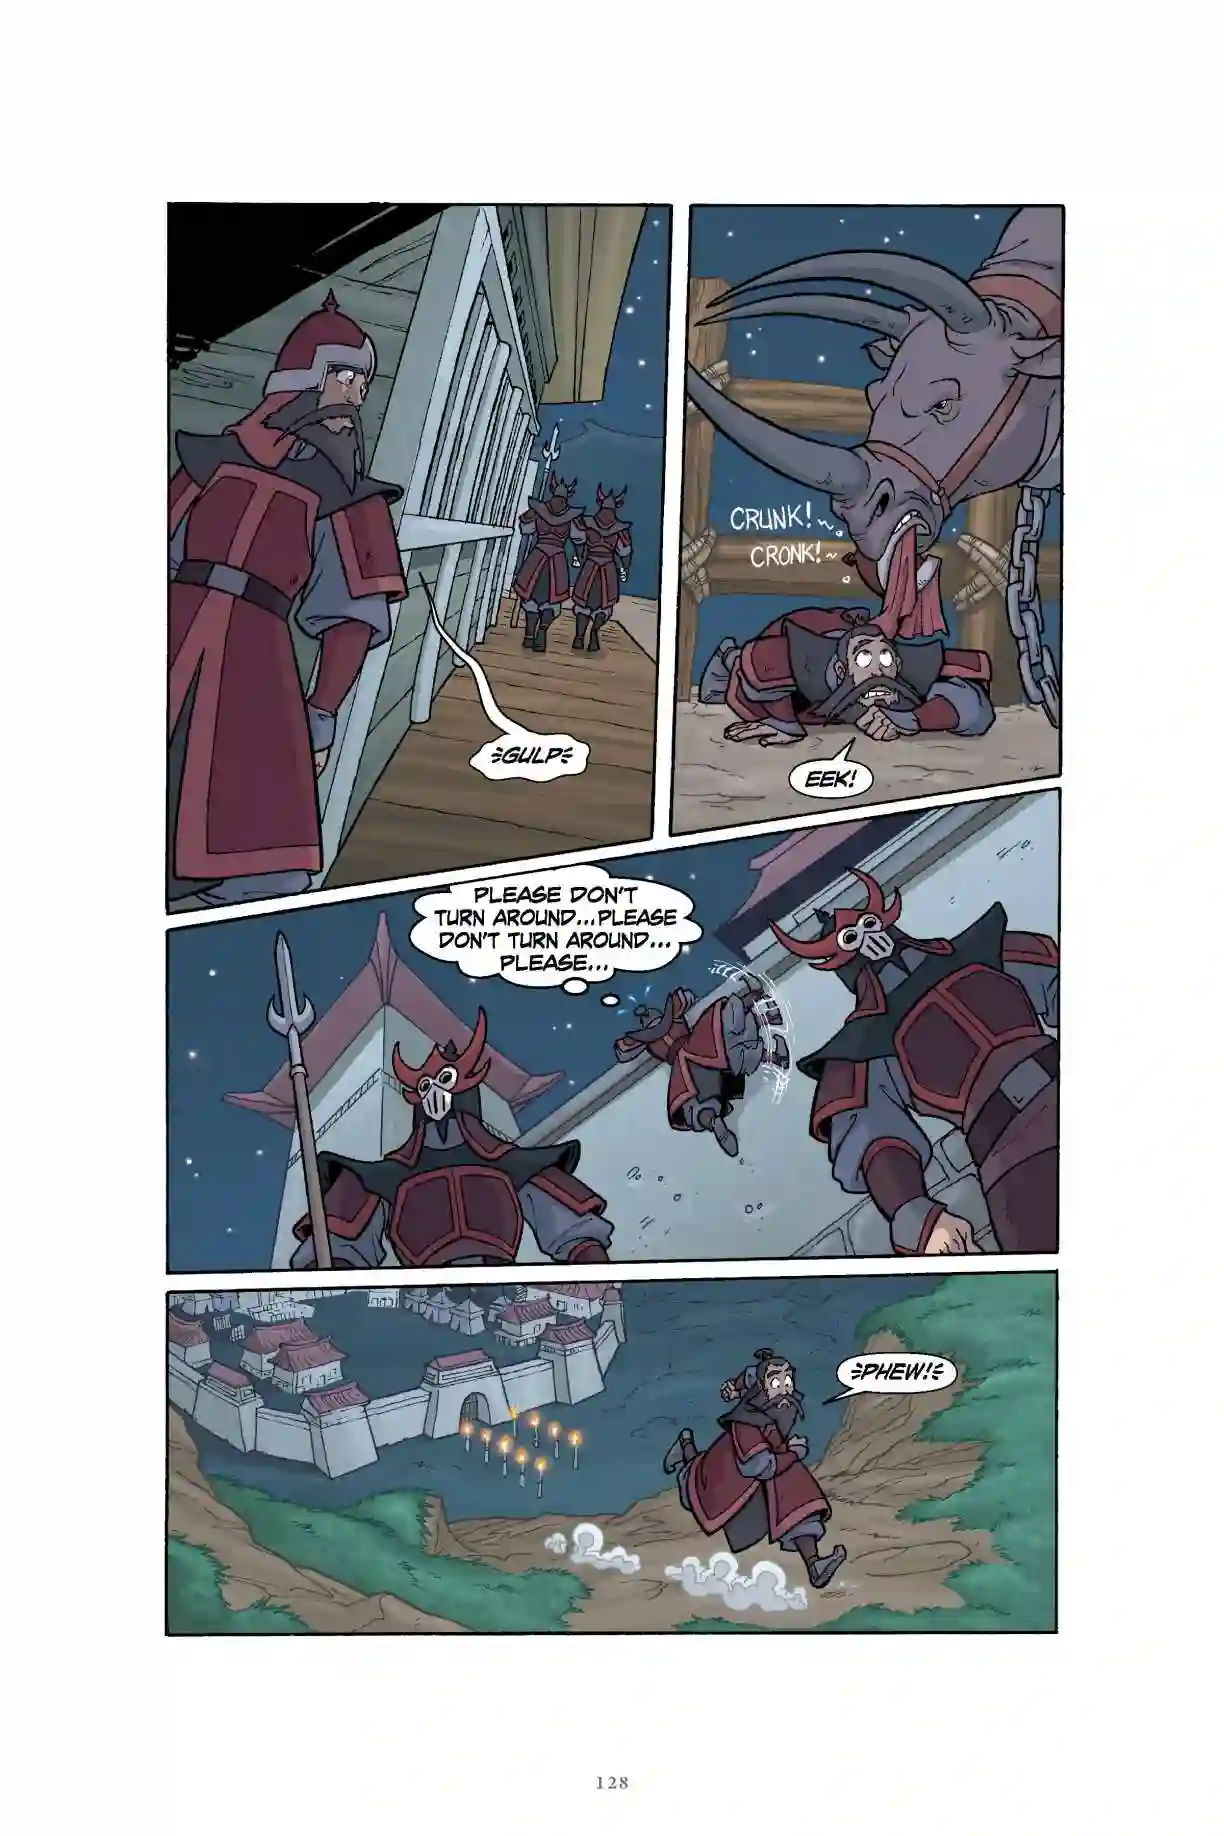 GULP
CRUNK!~
CRONK!~
EEK!
PLEASE DON'T
TURN AROUND...PLEASE
DON'T TURN AROUND...
PLEASE...
PHEW!
128